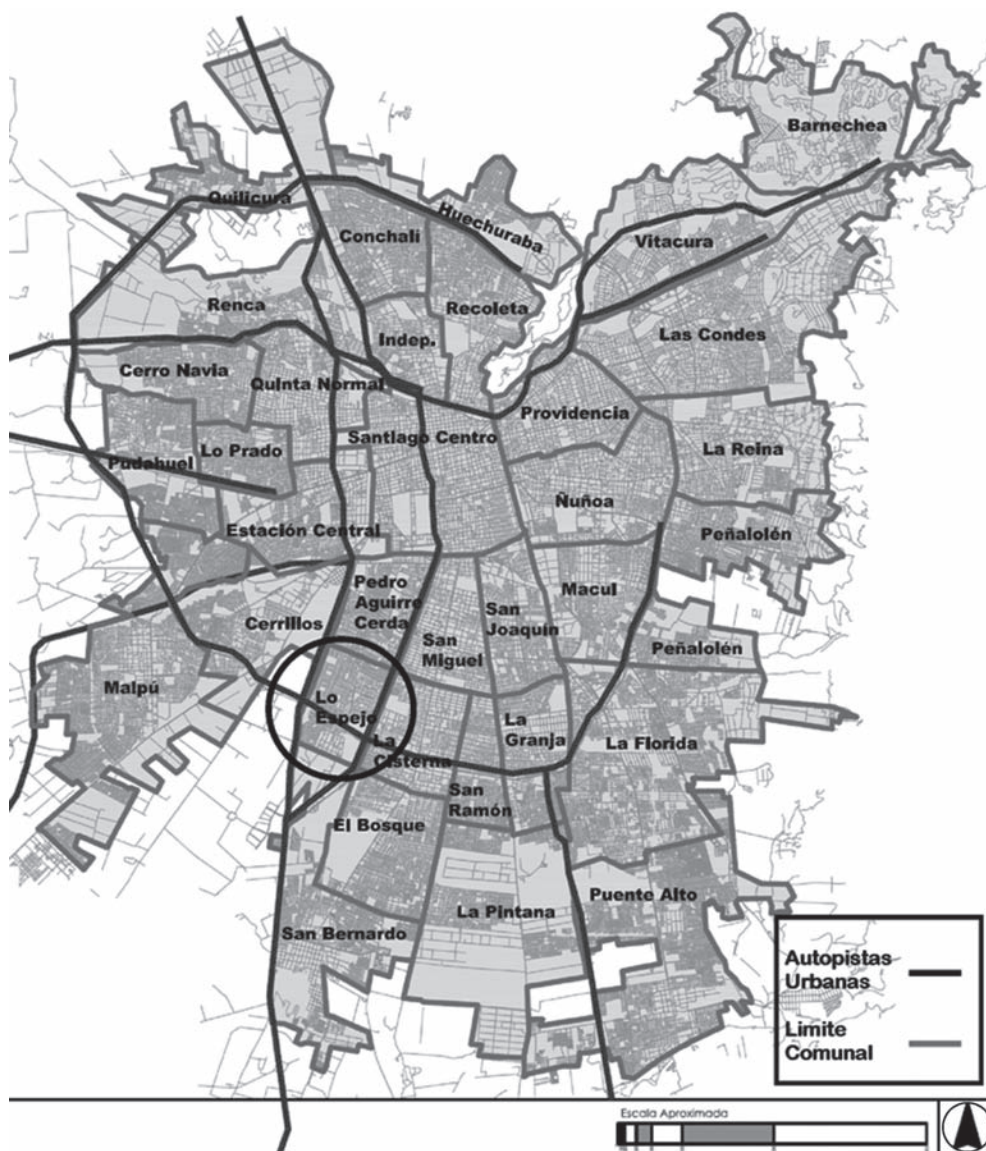 Barnechea
Quilicura
Huechuraba
Conchalí
Vitacura
Renca
Recoleta
Las Condes
Indep.
Cerro Navia
Quinta Normal
Providencia
Santiago Centro
Lo Prado
La Reina
Pudahuel
Ñuñoa
Estación Central
Peñalolén
Pedro
Aguirre
Cerda
Macul
San
Joaquín
Cerrillos
San
Miguel
Peñalolén
Maipú
Lo
Espejo
La
Granja
La Florida
La
Cisterna
San
Ramón
El Bosque
Puente Alto
La Pintana
San Bernardo
Autopistas
Urbanas
Limite
Comunal
Escala Aproximada